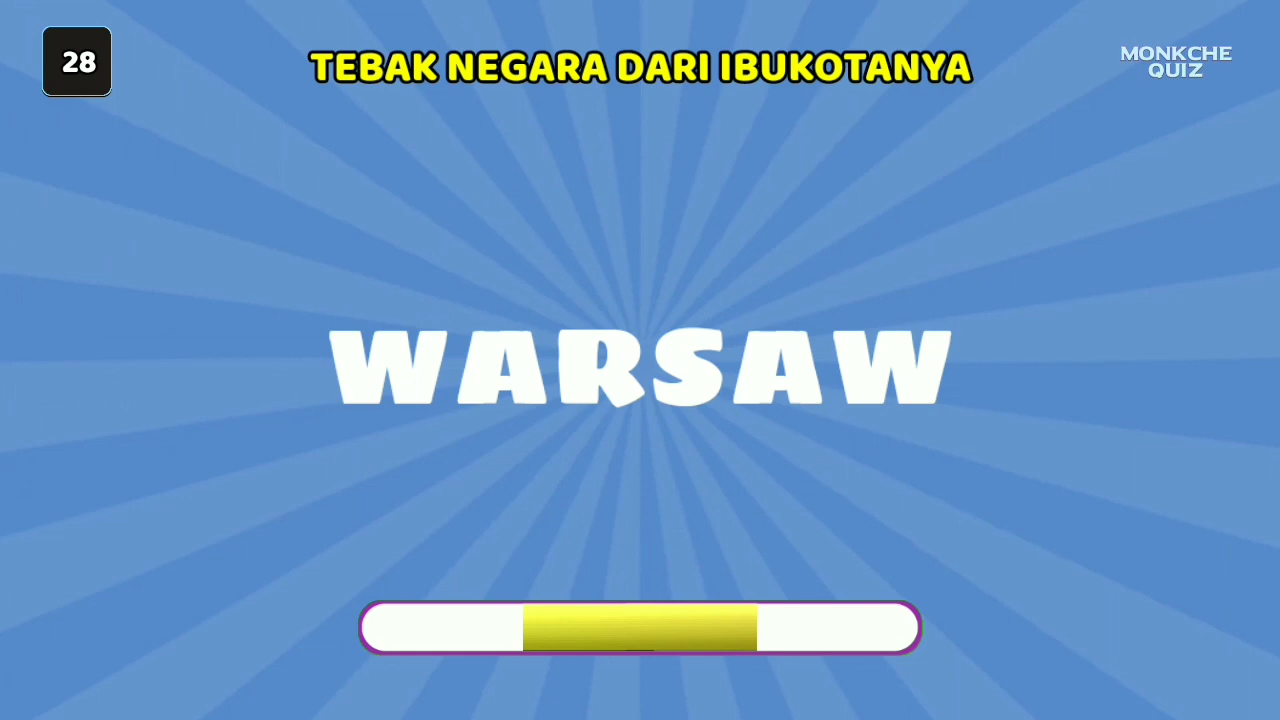 28
TEBAK NEGARA DARI IBUKOTANYA
MONKCHE
QUIZ
WARSAW